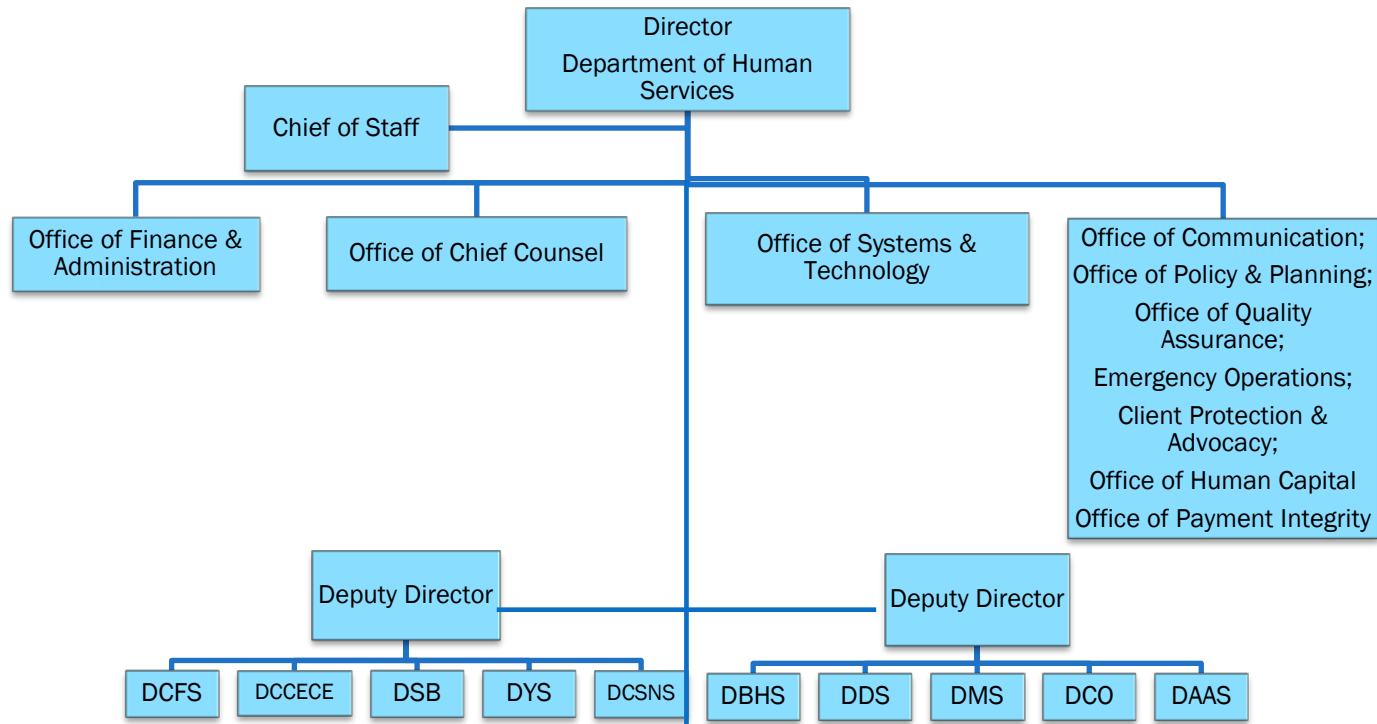 Director
Department of Human
Services
Chief of Staff
Office of Finance &
Administration
Office of Chief Counsel
Office of Systems &
Technology
Office of Communication;
Office of Policy & Planning;
Office of Quality
Assurance;
Emergency Operations;
Client Protection &
Advocacy;
Office of Human Capital
Office of Payment Integrity
Deputy Director
Deputy Director
DCFS
DCCECE
DSB
DYS
DCSNS
DBHS
DDS
DMS
DCO
DAAS